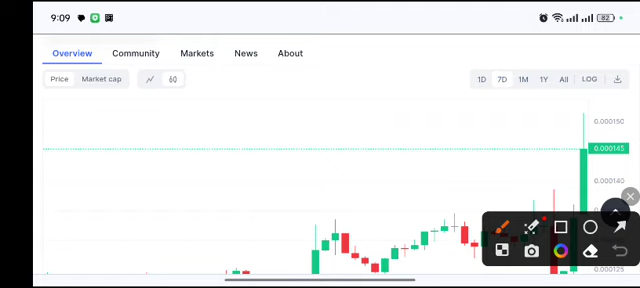 9:09 82
Overview Community Markets News About
Price Market cap 1D 7D 1M 1Y All LOG
0.000150
0.000145
0.000140
0.000125